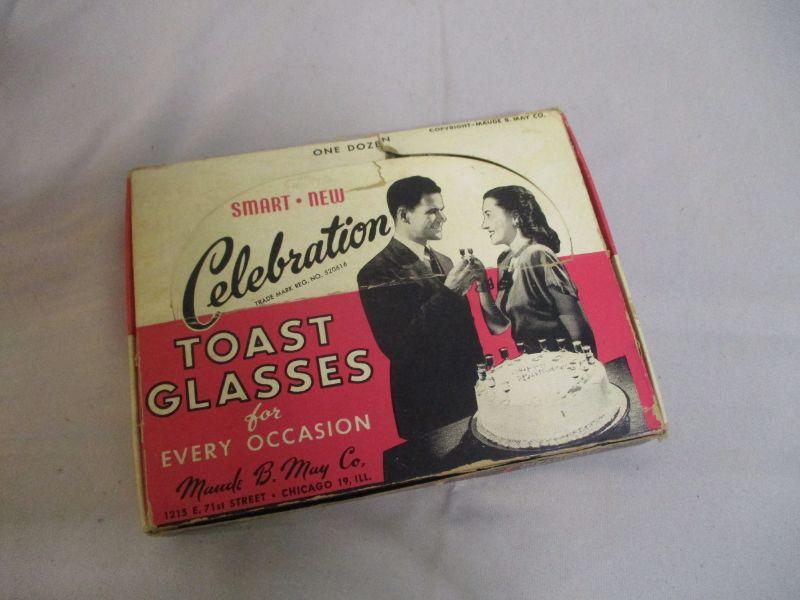 COPYRIGHT-MAUDE B. MAY CO.
ONE DOZEN
SMART • NEW
Celebration
TRADE MARK REG. NO. 520516
TOAST
GLASSES
for
EVERY OCCASION
Maude B. May Co,
1215 E. 71st STREET • CHICAGO 19, ILL.